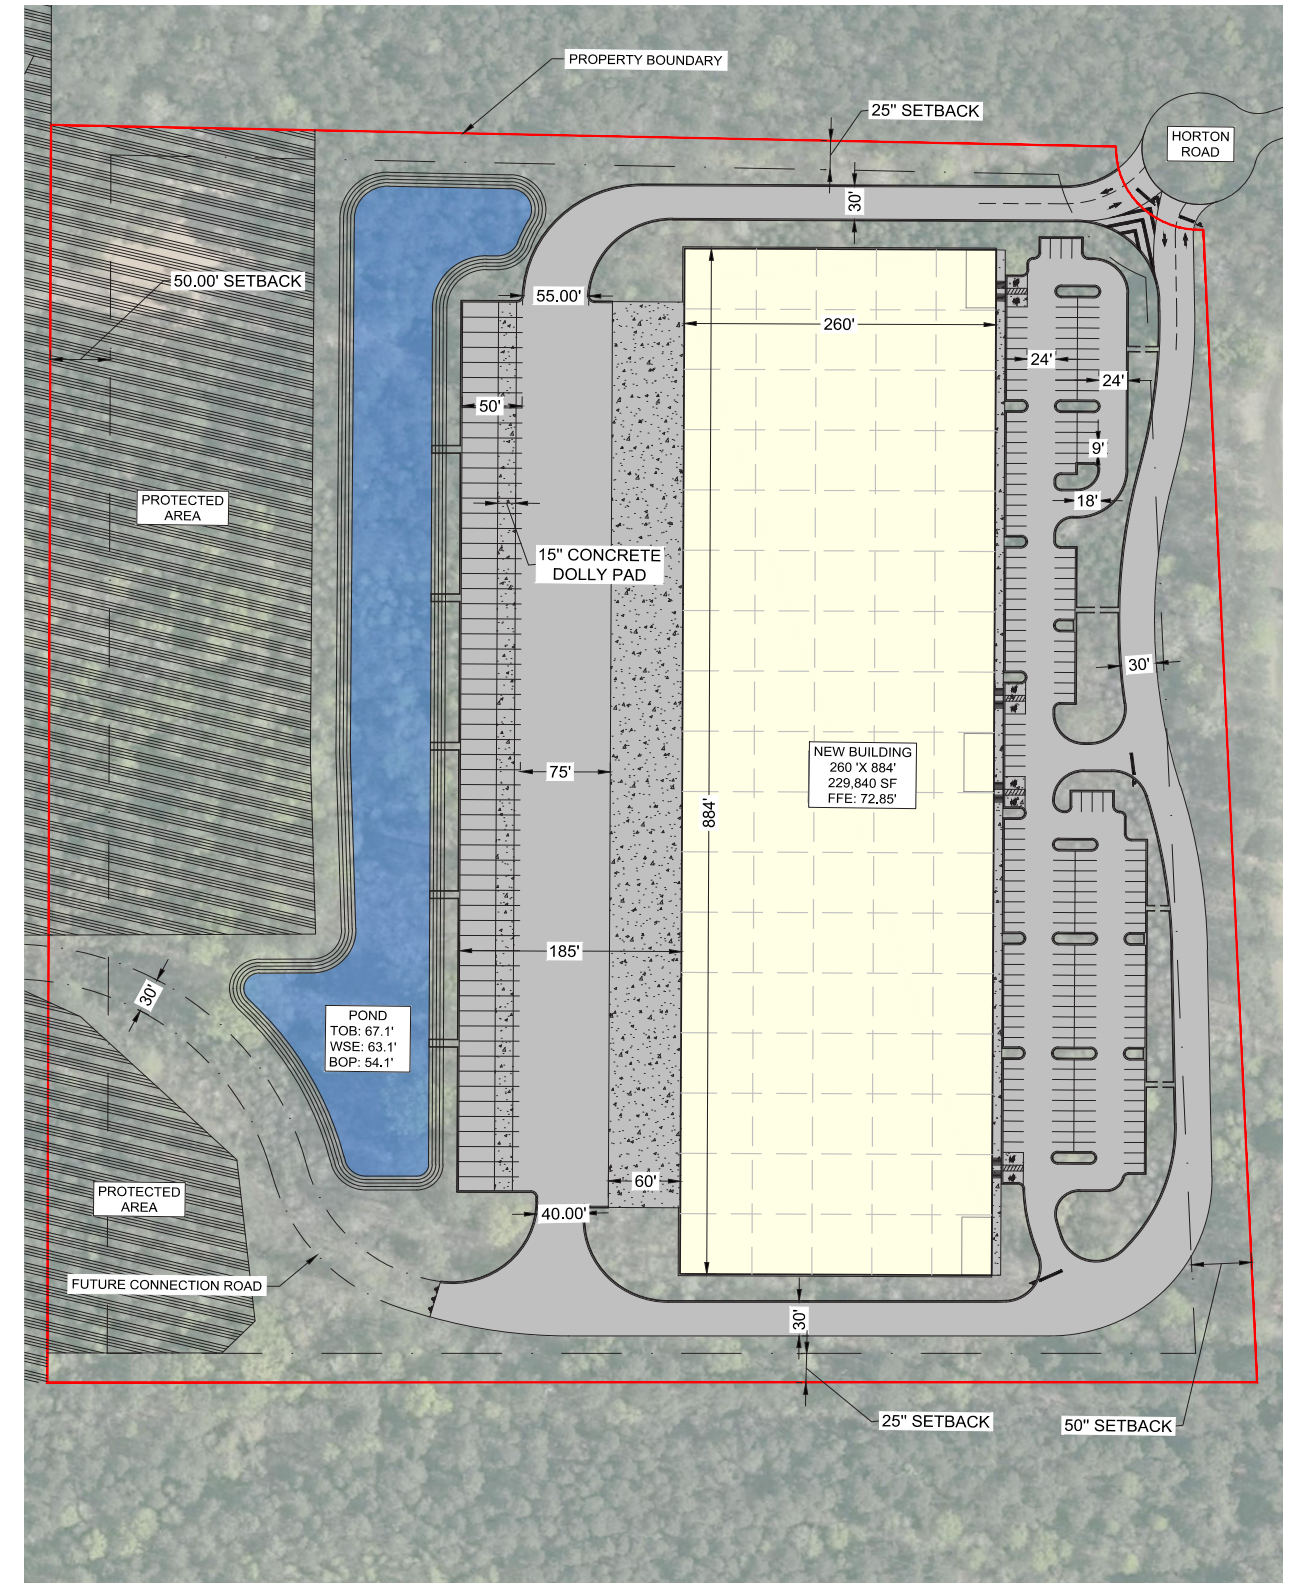 PROPERTY BOUNDARY
25" SETBACK
HORTON
ROAD
30'
50.00' SETBACK
55.00'
260'
24'
24'
50'
9'
18'
PROTECTED
AREA
15" CONCRETE
DOLLY PAD
30'
75'
NEW BUILDING
260 'X 884'
229,840 SF
FFE: 72.85'
884'
185'
30'
POND
TOB: 67.1'
WSE: 63.1'
BOP: 54.1'
60'
PROTECTED
AREA
40.00'
FUTURE CONNECTION ROAD
30'
25" SETBACK
50" SETBACK